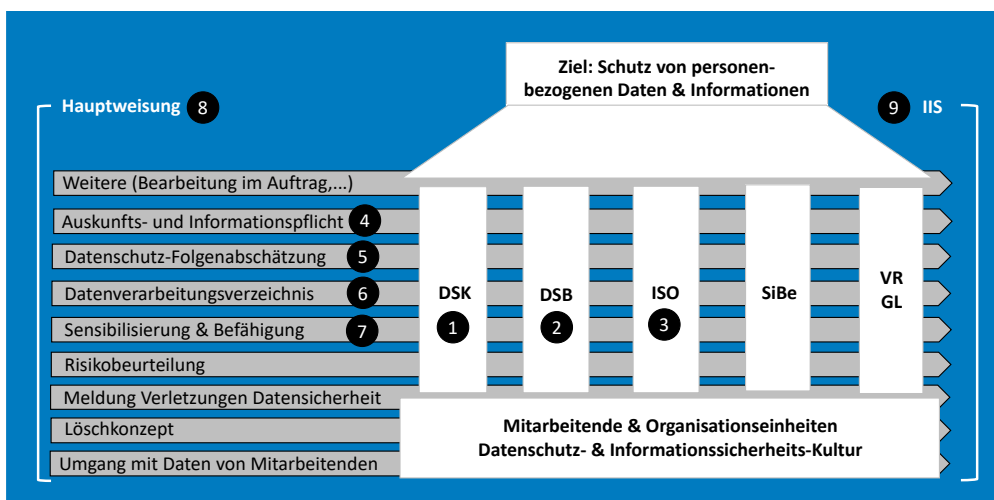 Ziel: Schutz von personen-
bezogenen Daten & Informationen
Hauptweisung 8
9 IIS
Weitere (Bearbeitung im Auftrag,...)
Auskunfts- und Informationspflicht 4
Datenschutz-Folgenabschätzung 5
Datenverarbeitungsverzeichnis 6
Sensibilisierung & Befähigung 7
Risikobeurteilung
Meldung Verletzungen Datensicherheit
Löschkonzept
Umgang mit Daten von Mitarbeitenden
DSK
1
DSB
2
ISO
3
SiBe
VR
GL
Mitarbeitende & Organisationseinheiten
Datenschutz- & Informationssicherheits-Kultur